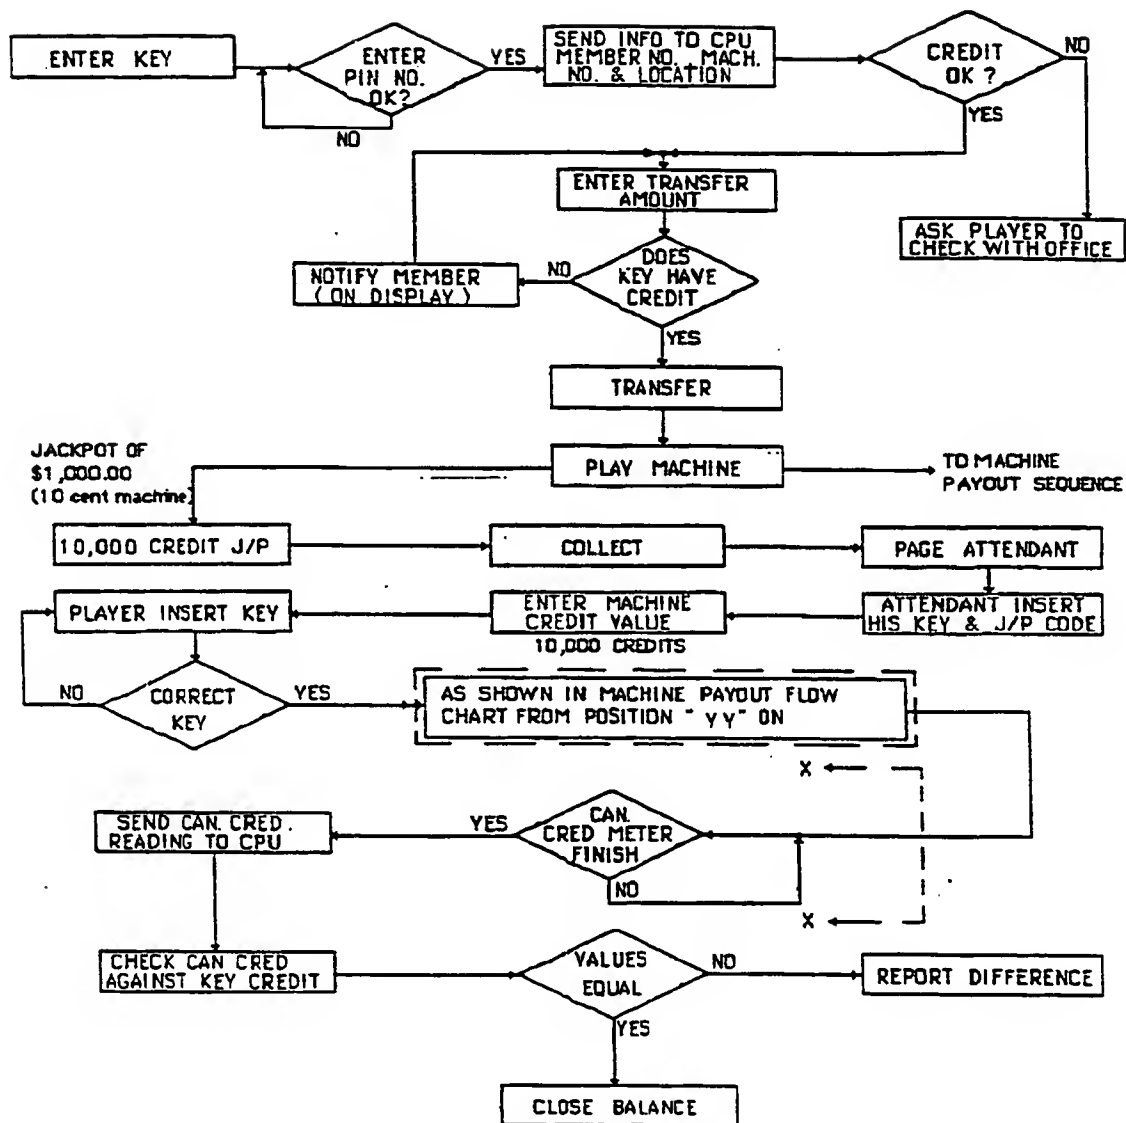 ENTER KEY
ENTER
PIN NO.
OK?
YES
NO
SEND INFO TO CPU
MEMBER NO. MACH.
NO. & LOCATION
CREDIT
OK ?
NO
YES
ASK PLAYER TO
CHECK WITH OFFICE
ENTER TRANSFER
AMOUNT
DOES
KEY HAVE
CREDIT
NO
NOTIFY MEMBER
(ON DISPLAY)
YES
TRANSFER
PLAY MACHINE
TO MACHINE
PAYOUT SEQUENCE
JACKPOT OF
$1,000.00
(10 cent machine)
10,000 CREDIT J/P
COLLECT
PAGE ATTENDANT
ATTENDANT INSERT
HIS KEY & J/P CODE
ENTER MACHINE
CREDIT VALUE
10,000 CREDITS
PLAYER INSERT KEY
CORRECT
KEY
NO
YES
AS SHOWN IN MACHINE PAYOUT FLOW
CHART FROM POSITION " YY" ON
X
CAN.
CRED METER
FINISH
NO
YES
X
SEND CAN. CRED.
READING TO CPU
CHECK CAN CRED
AGAINST KEY CREDIT
VALUES
EQUAL
NO
REPORT DIFFERENCE
YES
CLOSE BALANCE